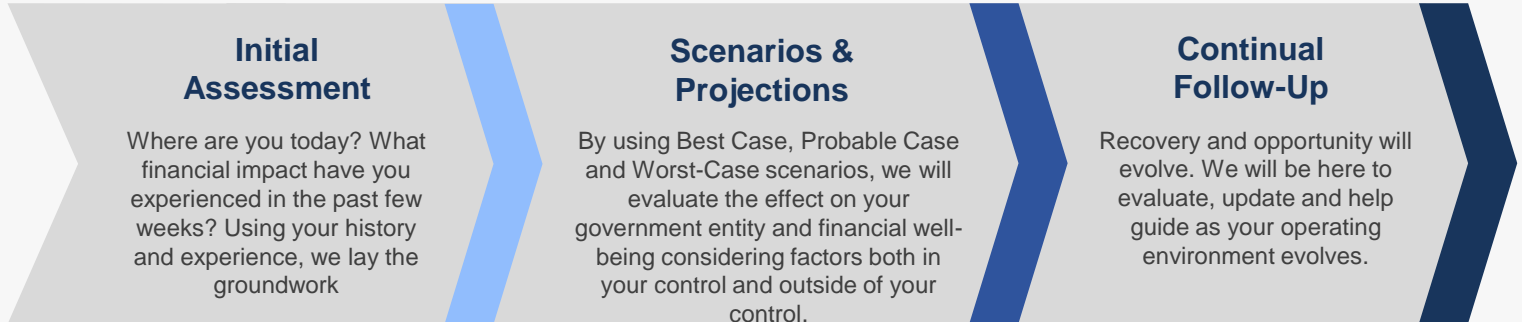 Initial
Assessment
Where are you today? What
financial impact have you
experienced in the past few
weeks? Using your history
and experience, we lay the
groundwork
Scenarios &
Projections
By using Best Case, Probable Case
and Worst-Case scenarios, we will
evaluate the effect on your
government entity and financial well-
being considering factors both in
your control and outside of your
control.
Continual
Follow-Up
Recovery and opportunity will
evolve. We will be here to
evaluate, update and help
guide as your operating
environment evolves.